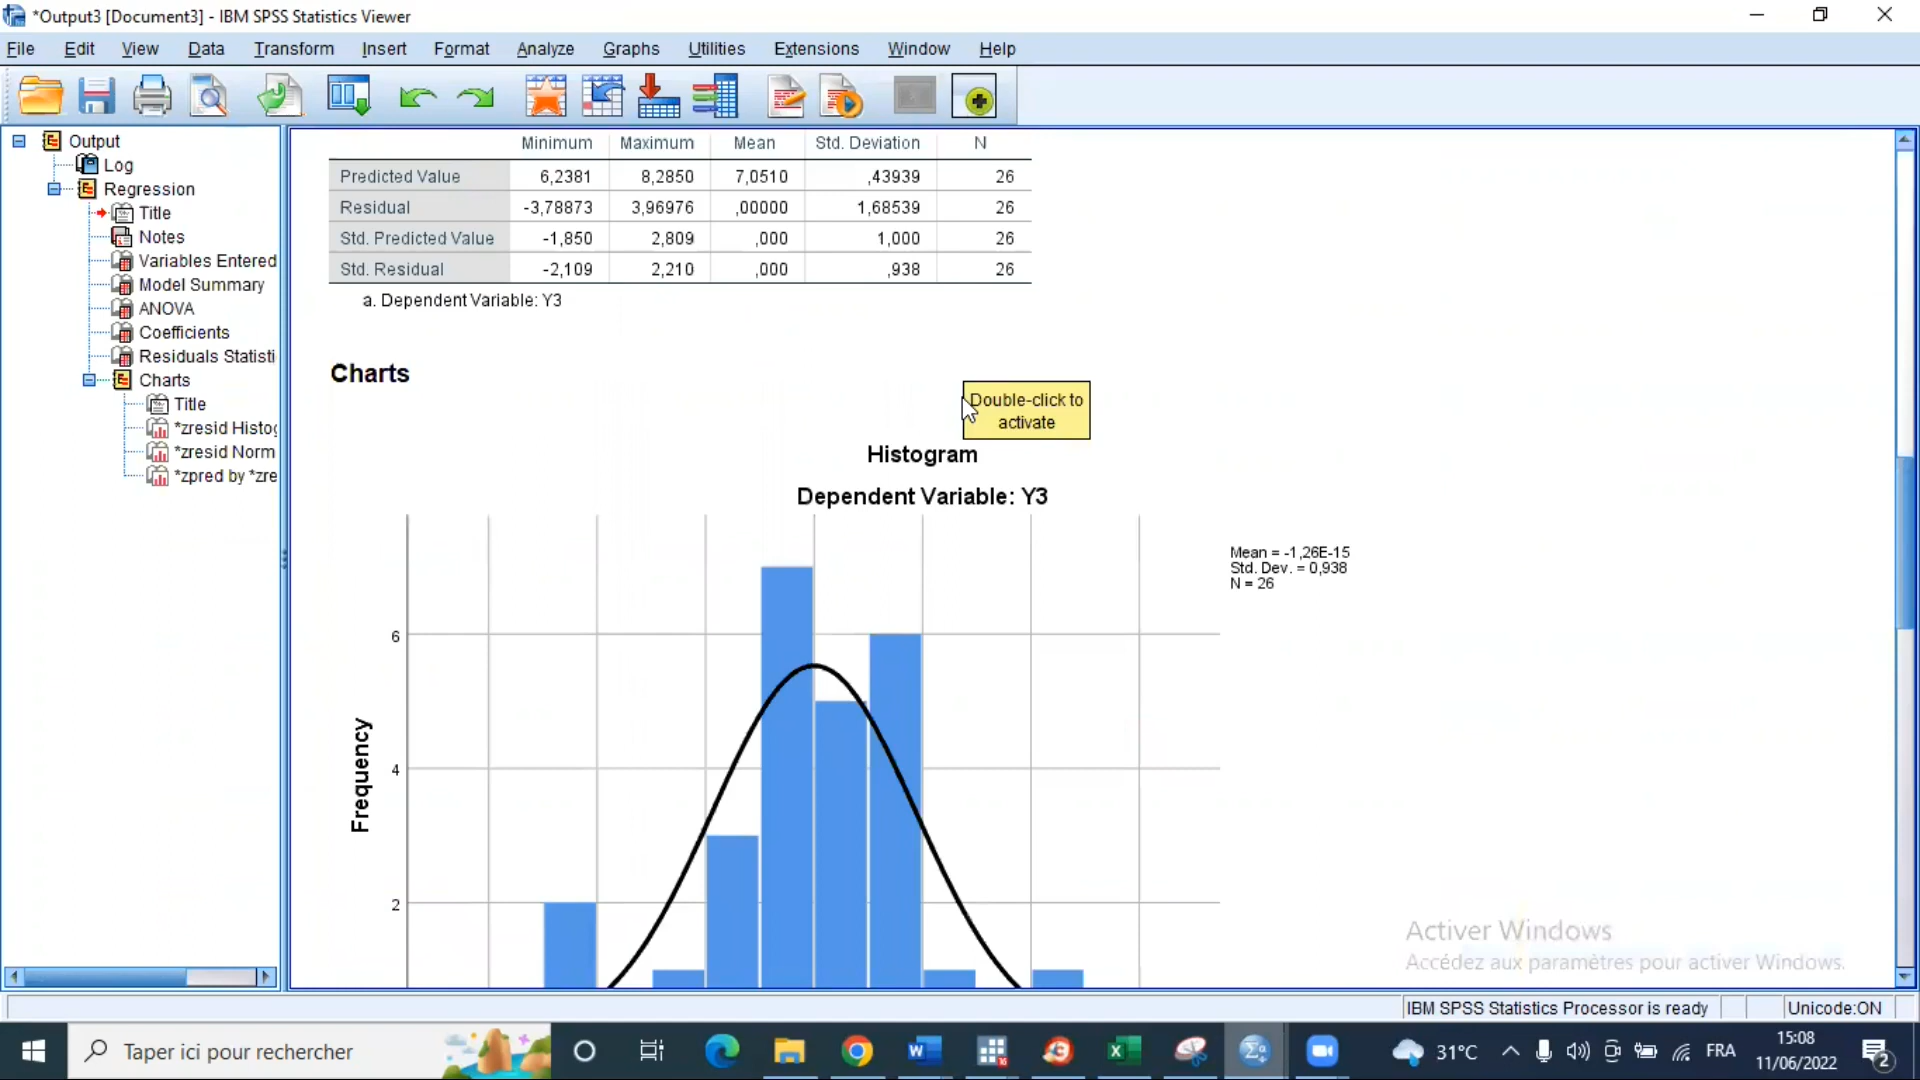 *Output3 [Document3] - IBM SPSS Statistics Viewer
File Edit View Data Transform Insert Format Analyze Graphs Utilities Extensions Window Help
Output
Log
Regression
Title
Notes
Variables Entered
Model Summary
ANOVA
Coefficients
Residuals Statisti
Charts
Title
*zresid Histo
*zresid Norm
*zpred by *zre
Minimum Maximum Mean Std. Deviation N
Predicted Value 6,2381 8,2850 7,0510 ,43939 26
Residual -3,78873 3,96976 ,00000 1,68539 26
Std. Predicted Value -1,850 2,809 ,000 1,000 26
Std. Residual -2,109 2,210 ,000 ,938 26
a. Dependent Variable: Y3
Charts
Double-click to
activate
Histogram
Dependent Variable: Y3
Mean = -1,26E-15
Std. Dev. = 0,938
N = 26
6
4
2
Frequency
Activer Windows
Accédez aux paramètres pour activer Windows.
IBM SPSS Statistics Processor is ready Unicode:ON
Taper ici pour rechercher
31°C
FRA
15:08
11/06/2022
2